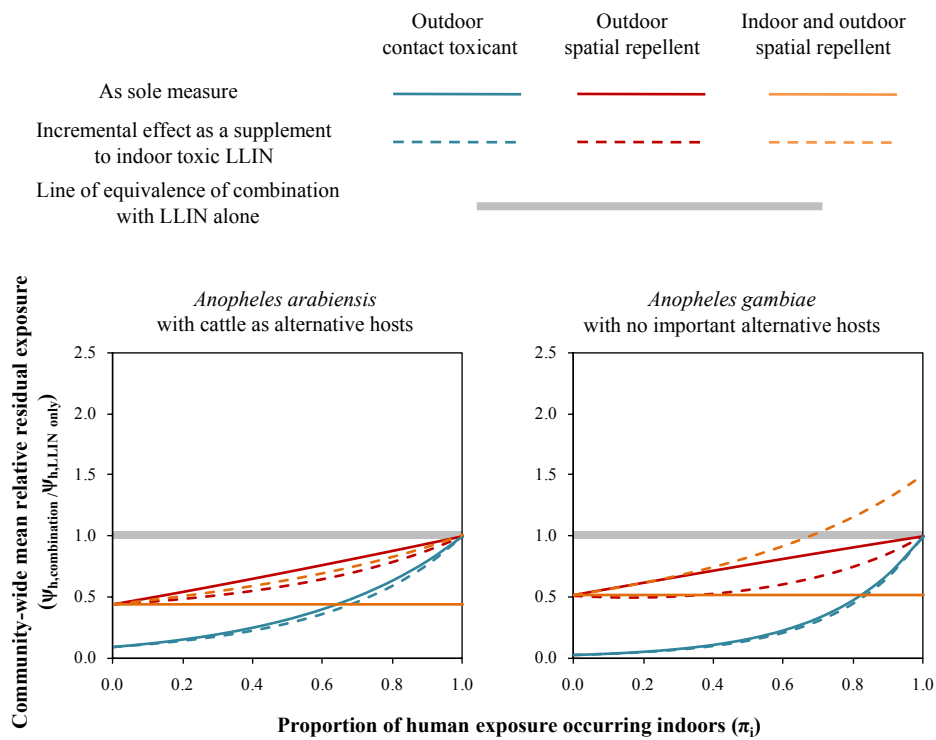 Outdoor contact toxicant
Outdoor spatial repellent
Indoor and outdoor spatial repellent
As sole measure
Incremental effect as a supplement
to indoor toxic LLIN
Line of equivalence of combination
with LLIN alone
Community-wide mean relative residual exposure
(Ψh,combination /Ψh,LLIN only)
Anopheles arabiensis
with cattle as alternative hosts
2.5
2.0
1.5
1.0
0.5
0.0
0.0 0.2 0.4 0.6 0.8 1.0
Anopheles gambiae
with no important alternative hosts
2.5
2.0
1.5
1.0
0.5
0.0
0.0 0.2 0.4 0.6 0.8 1.0
Proportion of human exposure occurring indoors (πi)